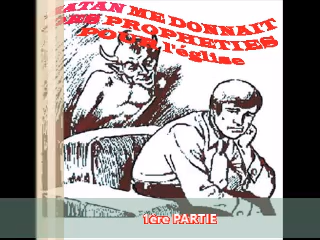 SATAN ME DONNAIT
DES PROPHETIES
POUR l'église
1ère PARTIE